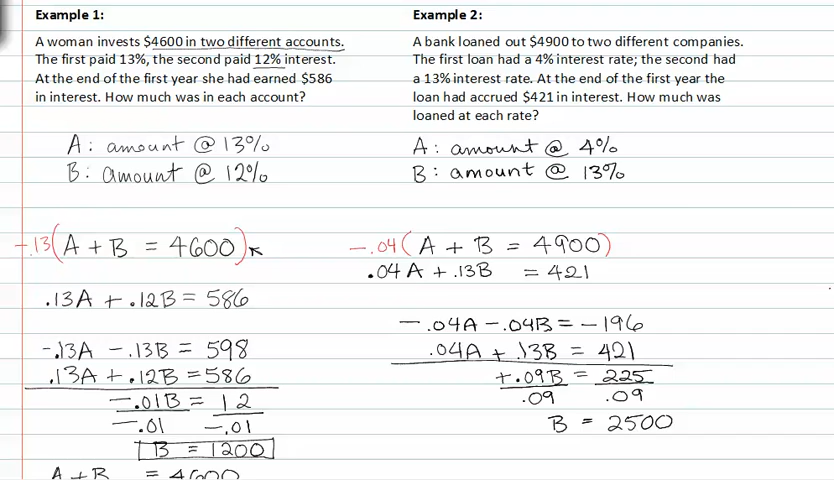 Example 1:
A woman invests $4600 in two different accounts.
The first paid 13%, the second paid 12% interest.
At the end of the first year she had earned $586
in interest. How much was in each account?
A: amount @ 13%
B: amount @ 12%
-.13(A + B = 4600)
.13A + .12B = 586
-.13A -.13B = 598
.13A + .12B = 586
-.01B = 12
-.01 -.01
B = 1200
A + B = 4600
Example 2:
A bank loaned out $4900 to two different companies.
The first loan had a 4% interest rate; the second had
a 13% interest rate. At the end of the first year the
loan had accrued $421 in interest. How much was
loaned at each rate?
A: amount @ 4%
B: amount @ 13%
-.04(A + B = 4900)
.04A + .13B = 421
-.04A -.04B = -196
.04A + .13B = 421
+.09B = 225
.09 .09
B = 2500